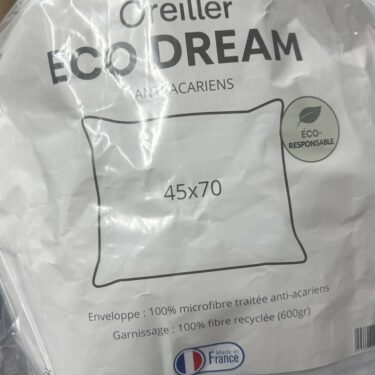 Oreiller
ECO DREAM
ANTI-ACARIENS
ÉCO-
RESPONSABLE
45x70
Enveloppe : 100% microfibre traitée anti-acariens
Garnissage : 100% fibre recyclée (600gr)
Made in
France